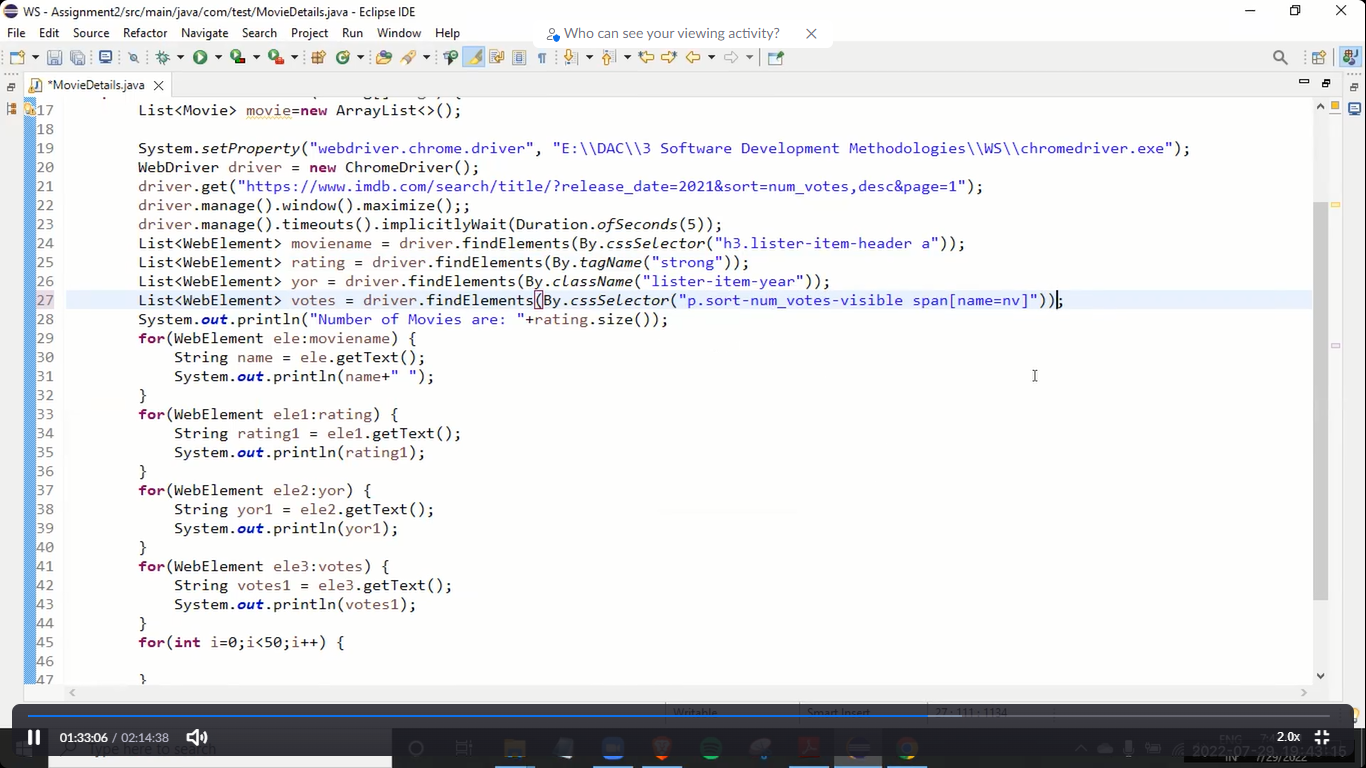 WS - Assignment2/src/main/java/com/test/MovieDetails.java - Eclipse IDE
File Edit Source Refactor Navigate Search Project Run Window Help
Who can see your viewing activity?
*MovieDetails.java
17 List<Movie> movie=new ArrayList<>();
18
19 System.setProperty("webdriver.chrome.driver", "E:\\DAC\\3 Software Development Methodologies\\WS\\chromedriver.exe");
20 WebDriver driver = new ChromeDriver();
21 driver.get("https://www.imdb.com/search/title/?release_date=2021&sort=num_votes,desc&page=1");
22 driver.manage().window().maximize();;
23 driver.manage().timeouts().implicitlyWait(Duration.ofSeconds(5));
24 List<WebElement> moviename = driver.findElements(By.cssSelector("h3.lister-item-header a"));
25 List<WebElement> rating = driver.findElements(By.tagName("strong"));
26 List<WebElement> yor = driver.findElements(By.className("lister-item-year"));
27 List<WebElement> votes = driver.findElements(By.cssSelector("p.sort-num_votes-visible span[name=nv]"));
28 System.out.println("Number of Movies are: "+rating.size());
29 for(WebElement ele:moviename) {
30 String name = ele.getText();
31 System.out.println(name+" ");
32 }
33 for(WebElement ele1:rating) {
34 String rating1 = ele1.getText();
35 System.out.println(rating1);
36 }
37 for(WebElement ele2:yor) {
38 String yor1 = ele2.getText();
39 System.out.println(yor1);
40 }
41 for(WebElement ele3:votes) {
42 String votes1 = ele3.getText();
43 System.out.println(votes1);
44 }
45 for(int i=0;i<50;i++) {
46
47 }
Writable Smart Insert 27 : 111 : 1134
01:33:06 / 02:14:38 2.0x
Type here to search
ENG
IN 7/29/2022
2022-07-29 19:43:15